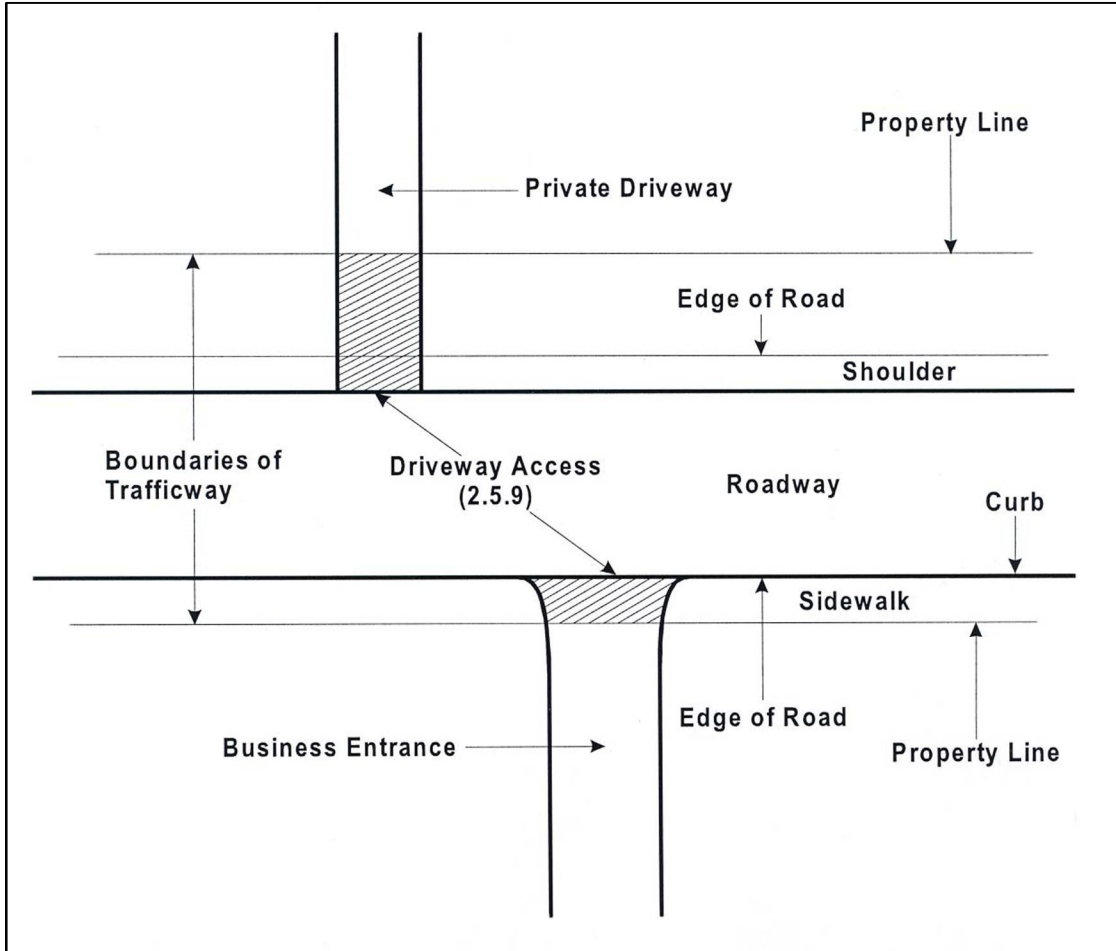 Property Line
Private Driveway
Edge of Road
Shoulder
Boundaries of
Trafficway
Driveway Access
(2.5.9)
Roadway
Curb
Sidewalk
Edge of Road
Business Entrance
Property Line